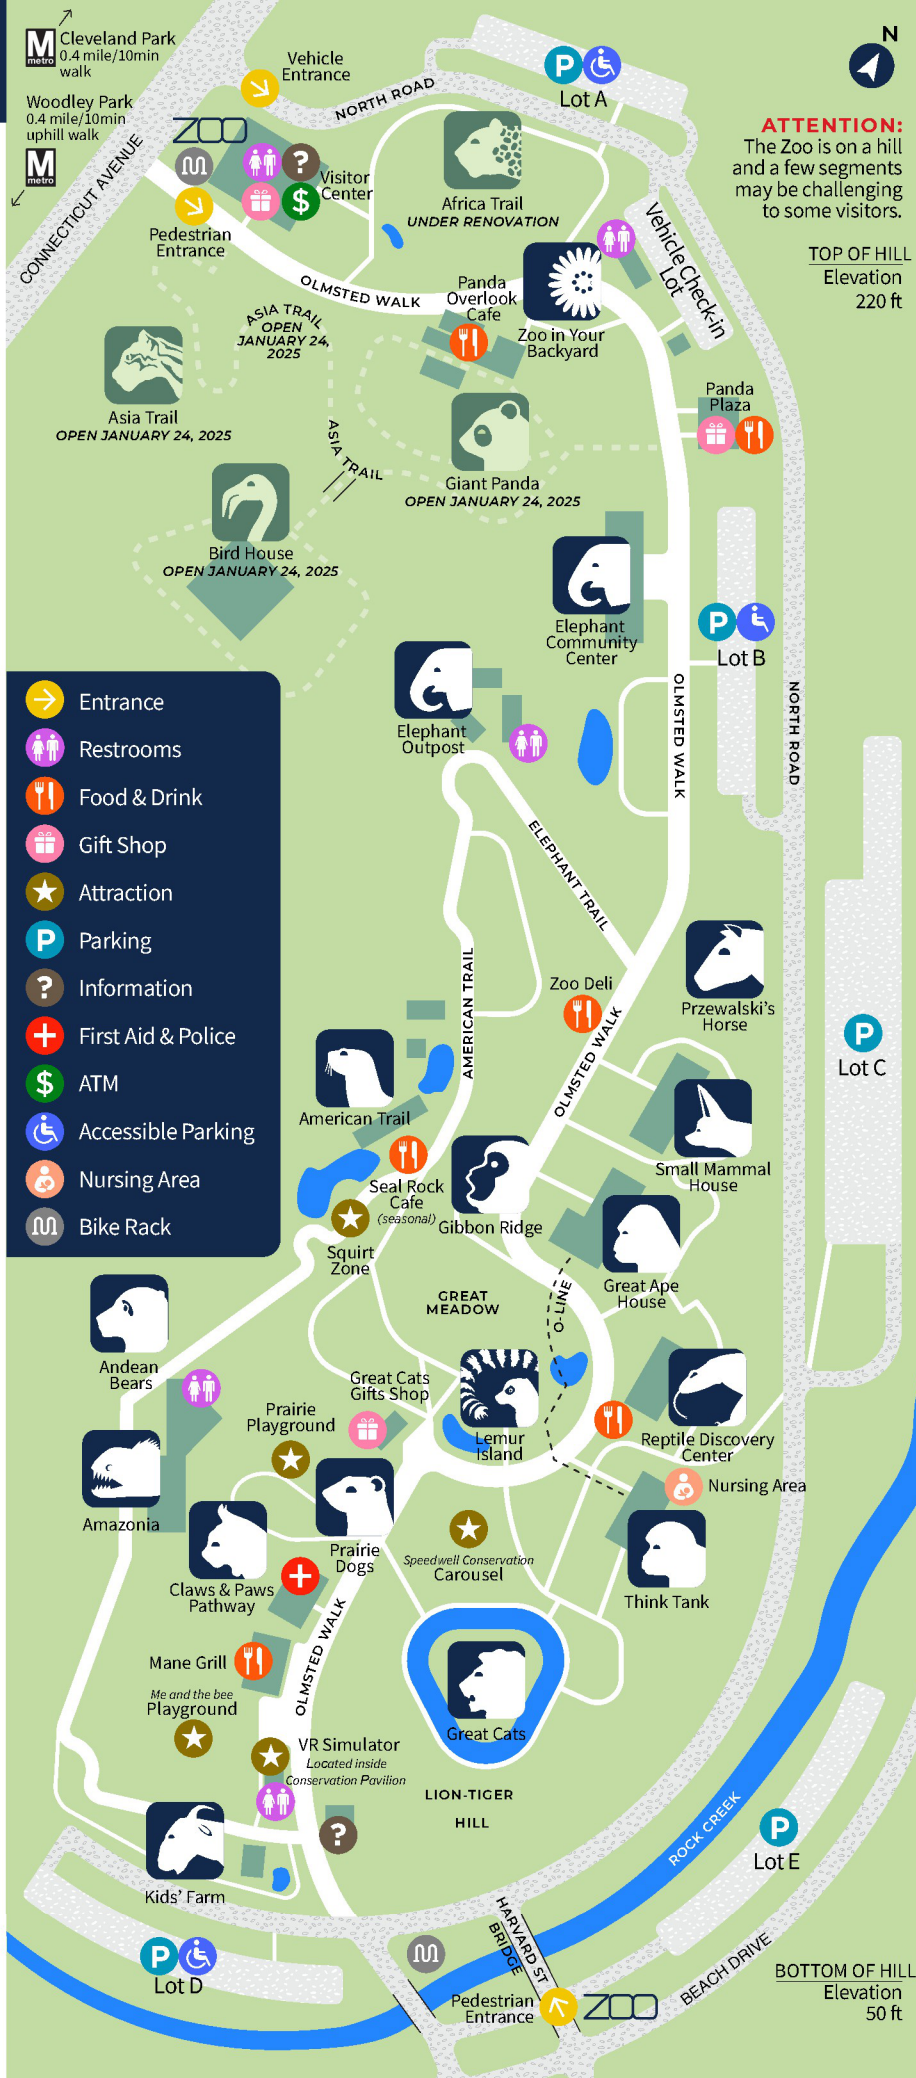 M
metro
Cleveland Park
0.4 mile/10min
walk
Woodley Park
0.4 mile/10min
uphill walk
M
metro
CONNECTICUT AVENUE
Vehicle
Entrance
NORTH ROAD
P
Lot A
N
ATTENTION:
The Zoo is on a hill
and a few segments
may be challenging
to some visitors.
TOP OF HILL
Elevation
220 ft
ZOO
?
$
Visitor
Center
Pedestrian
Entrance
Africa Trail
UNDER RENOVATION
Vehicle Check-in
Lot
OLMSTED WALK
Panda
Overlook
Cafe
Zoo in Your
Backyard
ASIA TRAIL
OPEN
JANUARY 24,
2025
Asia Trail
OPEN JANUARY 24, 2025
Panda
Plaza
ASIA TRAIL
Giant Panda
OPEN JANUARY 24, 2025
Bird House
OPEN JANUARY 24, 2025
Elephant
Community
Center
P
Lot B
Elephant
Outpost
OLMSTED WALK
NORTH ROAD
Entrance
Restrooms
Food & Drink
Gift Shop
Attraction
P
Parking
?
Information
First Aid & Police
$
ATM
Accessible Parking
Nursing Area
Bike Rack
ELEPHANT TRAIL
AMERICAN TRAIL
Zoo Deli
OLMSTED WALK
Przewalski's
Horse
P
Lot C
American Trail
Small Mammal
House
Seal Rock
Cafe
(seasonal)
Gibbon Ridge
Squirt
Zone
Great Ape
House
GREAT
MEADOW
O-LINE
Andean
Bears
Great Cats
Gifts Shop
Prairie
Playground
Lemur
Island
Reptile Discovery
Center
Nursing Area
Amazonia
Prairie
Dogs
Speedwell Conservation
Carousel
Claws & Paws
Pathway
Think Tank
OLMSTED WALK
Mane Grill
Me and the bee
Playground
Great Cats
VR Simulator
Located inside
Conservation Pavilion
LION-TIGER
HILL
?
Kids' Farm
ROCK CREEK
P
Lot E
HARVARD ST
BRIDGE
P
Lot D
BEACH DRIVE
Pedestrian
Entrance
ZOO
BOTTOM OF HILL
Elevation
50 ft